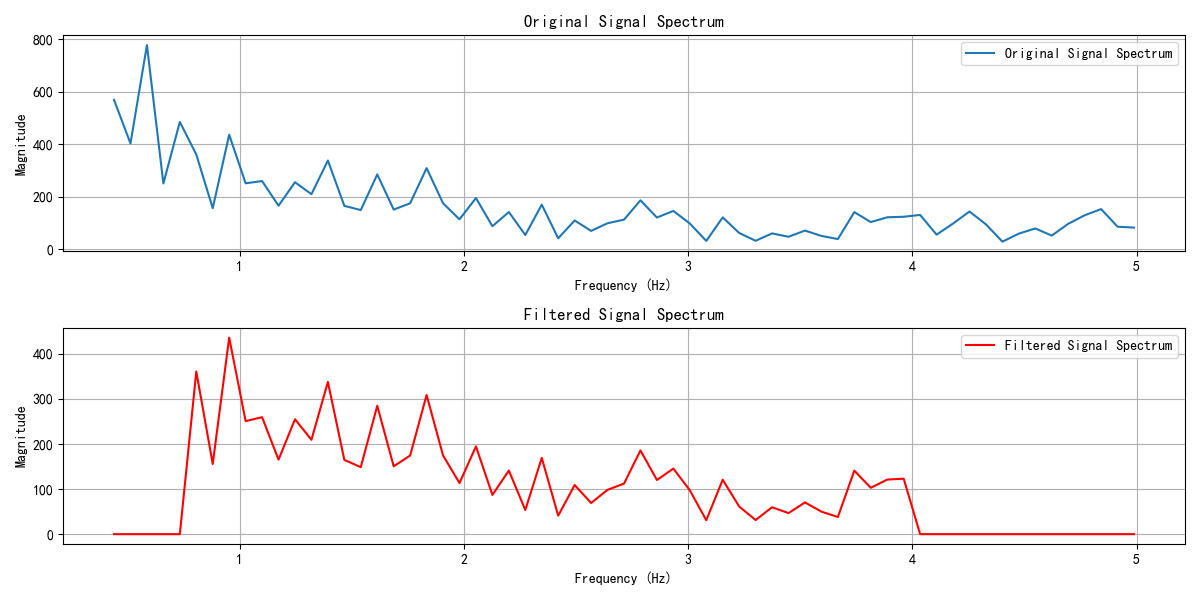 Original Signal Spectrum
800
600
400
200
0
Magnitude
Original Signal Spectrum
1 2 3 4 5
Frequency (Hz)
Filtered Signal Spectrum
400
300
200
100
0
Magnitude
Filtered Signal Spectrum
1 2 3 4 5
Frequency (Hz)